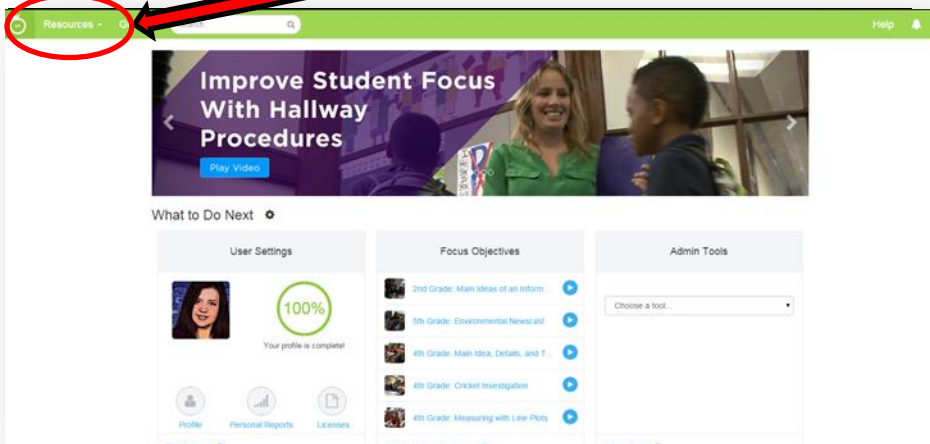 Resources
Help
Improve Student Focus
With Hallway
Procedures
Play Video
What to Do Next
User Settings
Focus Objectives
Admin Tools
100%
Your profile is complete!
Profile
Personal Reports
Licenses
2nd Grade: Main Ideas of an Inform...
5th Grade: Environmental Newscast
4th Grade: Main Idea, Details, and T...
4th Grade: Cricket Investigation
4th Grade: Measuring with Line Plots
Choose a tool...